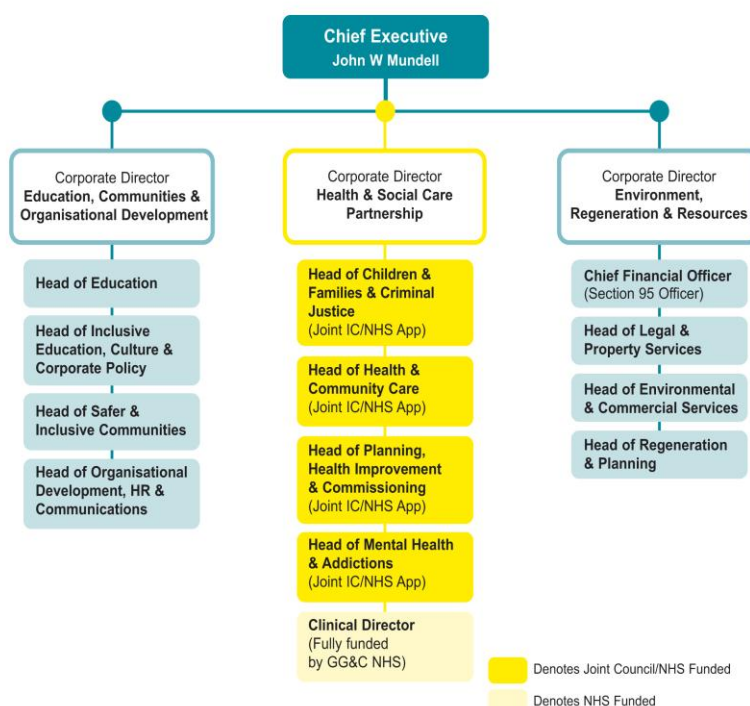 Chief Executive
John W Mundell
Corporate Director
Education, Communities &
Organisational Development
Head of Education
Head of Inclusive
Education, Culture &
Corporate Policy
Head of Safer &
Inclusive Communities
Head of Organisational
Development, HR &
Communications
Corporate Director
Health & Social Care
Partnership
Head of Children &
Families & Criminal
Justice
(Joint IC/NHS App)
Head of Health &
Community Care
(Joint IC/NHS App)
Head of Planning,
Health Improvement
& Commissioning
(Joint IC/NHS App)
Head of Mental Health
& Addictions
(Joint IC/NHS App)
Clinical Director
(Fully funded
by GG&C NHS)
Corporate Director
Environment,
Regeneration & Resources
Chief Financial Officer
(Section 95 Officer)
Head of Legal &
Property Services
Head of Environmental
& Commercial Services
Head of Regeneration
& Planning
Denotes Joint Council/NHS Funded
Denotes NHS Funded